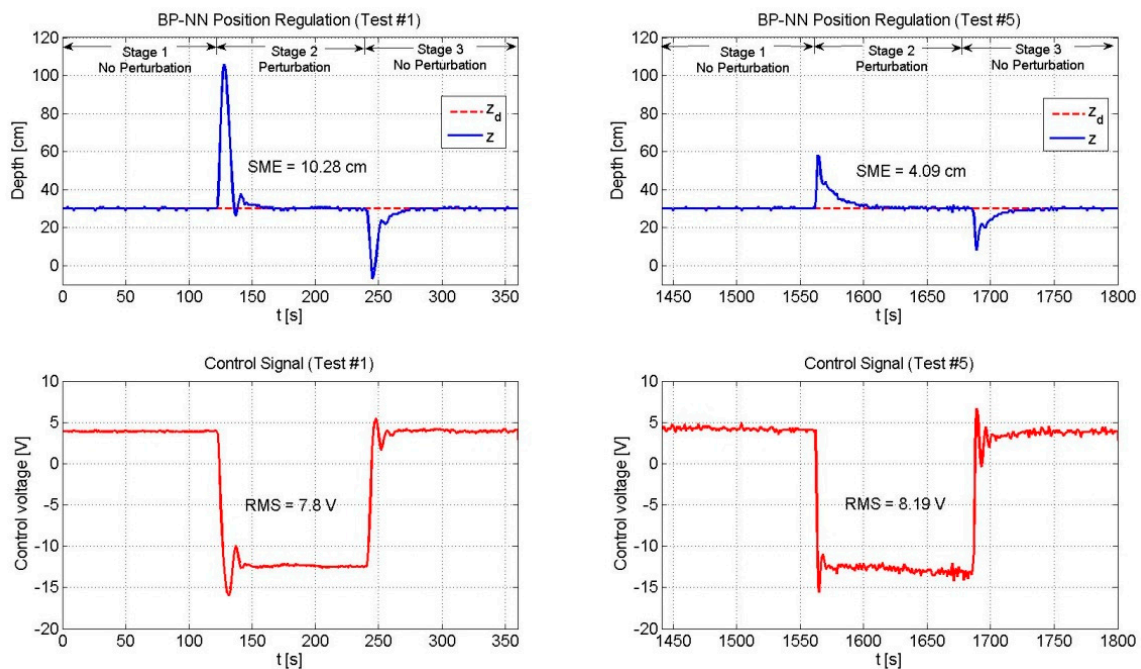 BP-NN Position Regulation (Test #1)
120
100
80
60
40
20
0
Depth [cm]
Stage 1
No Perturbation
Stage 2
Perturbation
Stage 3
No Perturbation
z_d
z
SME = 10.28 cm
0 50 100 150 200 250 300 350
t [s]
BP-NN Position Regulation (Test #5)
120
100
80
60
40
20
0
Depth [cm]
Stage 1
No Perturbation
Stage 2
Perturbation
Stage 3
No Perturbation
z_d
z
SME = 4.09 cm
1450 1500 1550 1600 1650 1700 1750 1800
t [s]
Control Signal (Test #1)
10
5
0
-5
-10
-15
-20
Control voltage [V]
RMS = 7.8 V
0 50 100 150 200 250 300 350
t [s]
Control Signal (Test #5)
10
5
0
-5
-10
-15
-20
Control voltage [V]
RMS = 8.19 V
1450 1500 1550 1600 1650 1700 1750 1800
t [s]